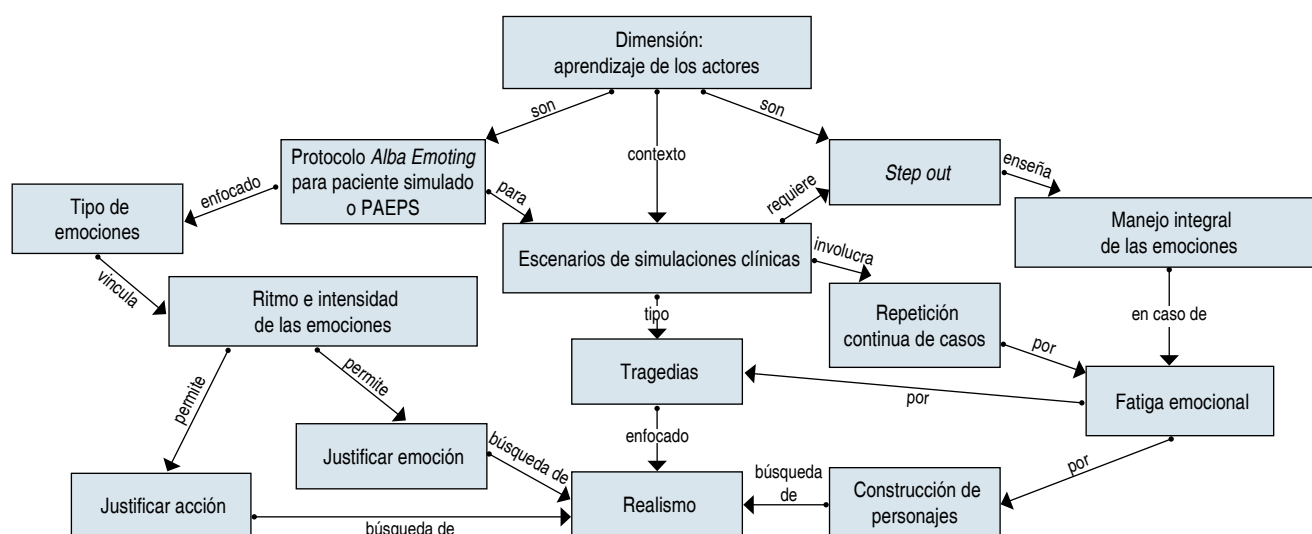 Dimensión:
aprendizaje de los actores
son
contexto
son
Protocolo Alba Emoting
para paciente simulado
o PAEPS
Step out
enseña
enfocado
para
requiere
Tipo de
emociones
Manejo integral
de las emociones
Escenarios de simulaciones clínicas
involucra
vincula
Ritmo e intensidad
de las emociones
tipo
Repetición
continua de casos
en caso de
por
permite
permite
Tragedias
por
Fatiga emocional
Justificar emoción
búsqueda de
enfocado
por
Justificar acción
búsqueda de
Realismo
búsqueda
de
Construcción de
personajes